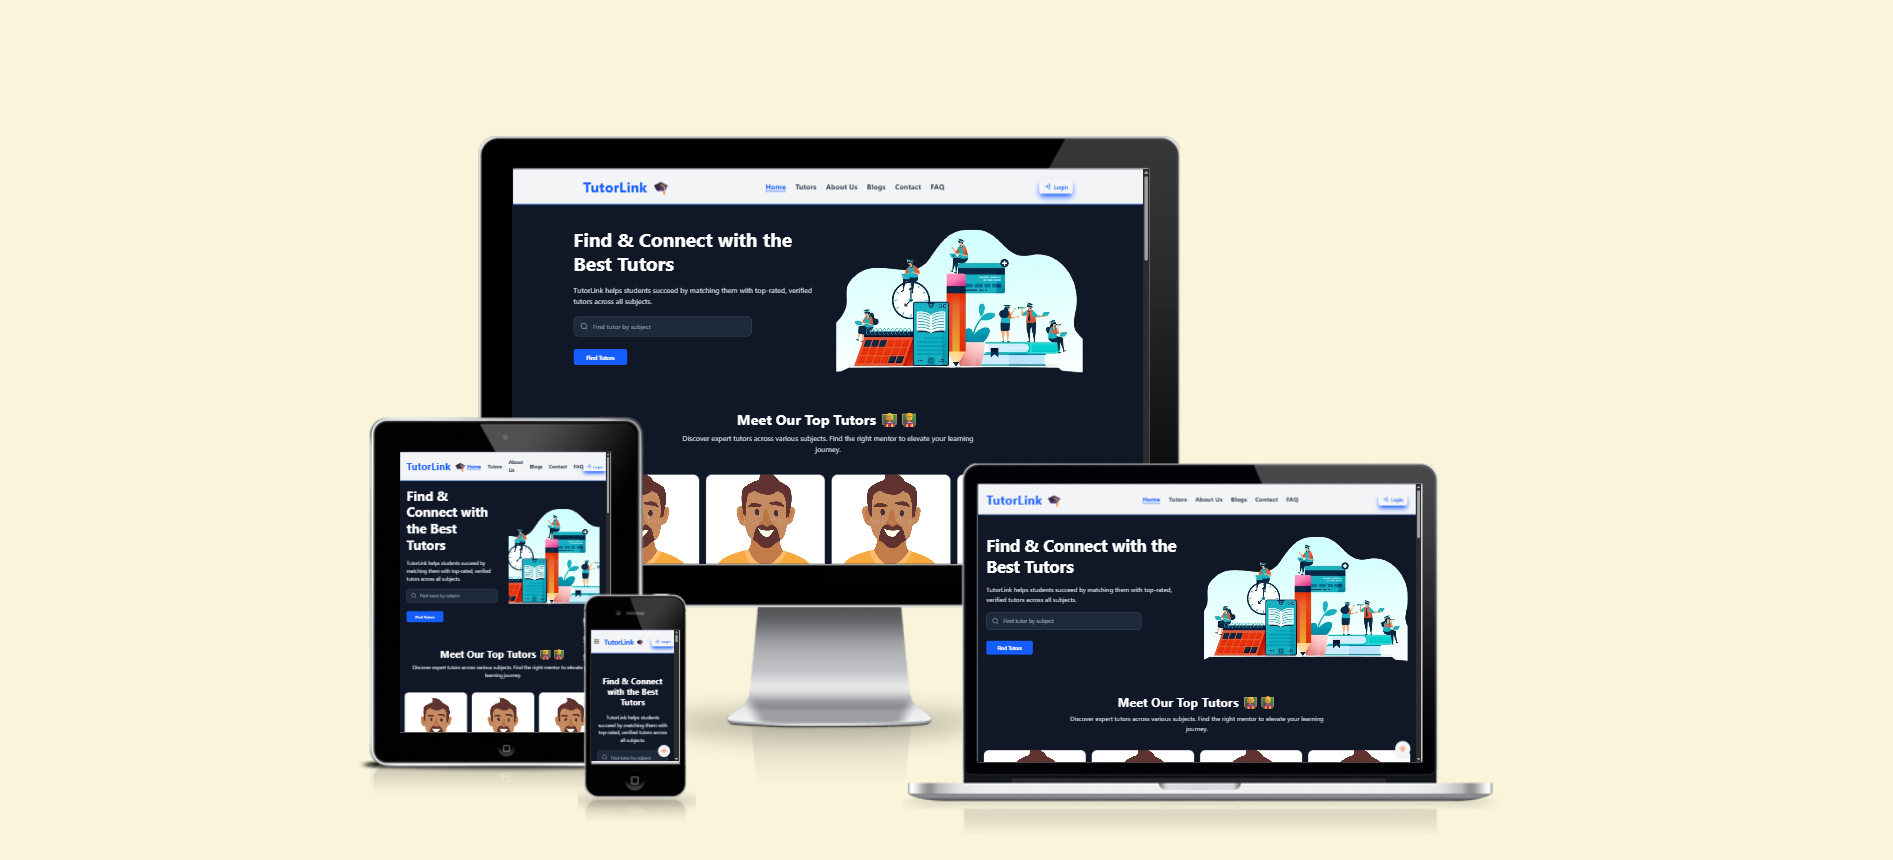 TutorLink
Home Tutors About Us Blogs Contact FAQ
Login
Find & Connect with the
Best Tutors
TutorLink helps students succeed by matching them with top-rated, verified
tutors across all subjects.
Find tutor by subject
Find Tutors
Meet Our Top Tutors
Discover expert tutors across various subjects. Find the right mentor to elevate your learning
journey.
TutorLink
Home Tutors About Us Blogs Contact FAQ
Login
Find &
Connect with
the Best
Tutors
TutorLink helps students succeed by
matching them with top-rated, verified
tutors across all subjects.
Find tutor by subject
Find Tutors
Meet Our Top Tutors
Discover expert tutors across various subjects. Find the right mentor to elevate
learning journey.
TutorLink
Login
Find & Connect
with the Best
Tutors
TutorLink helps students
succeed by matching them with
top-rated, verified tutors across
all subjects.
Find tutor by subject
TutorLink
Home Tutors About Us Blogs Contact FAQ
Login
Find & Connect with the
Best Tutors
TutorLink helps students succeed by matching them with top-rated,
verified tutors across all subjects.
Find tutor by subject
Find Tutors
Meet Our Top Tutors
Discover expert tutors across various subjects. Find the right mentor to elevate your learning
journey.